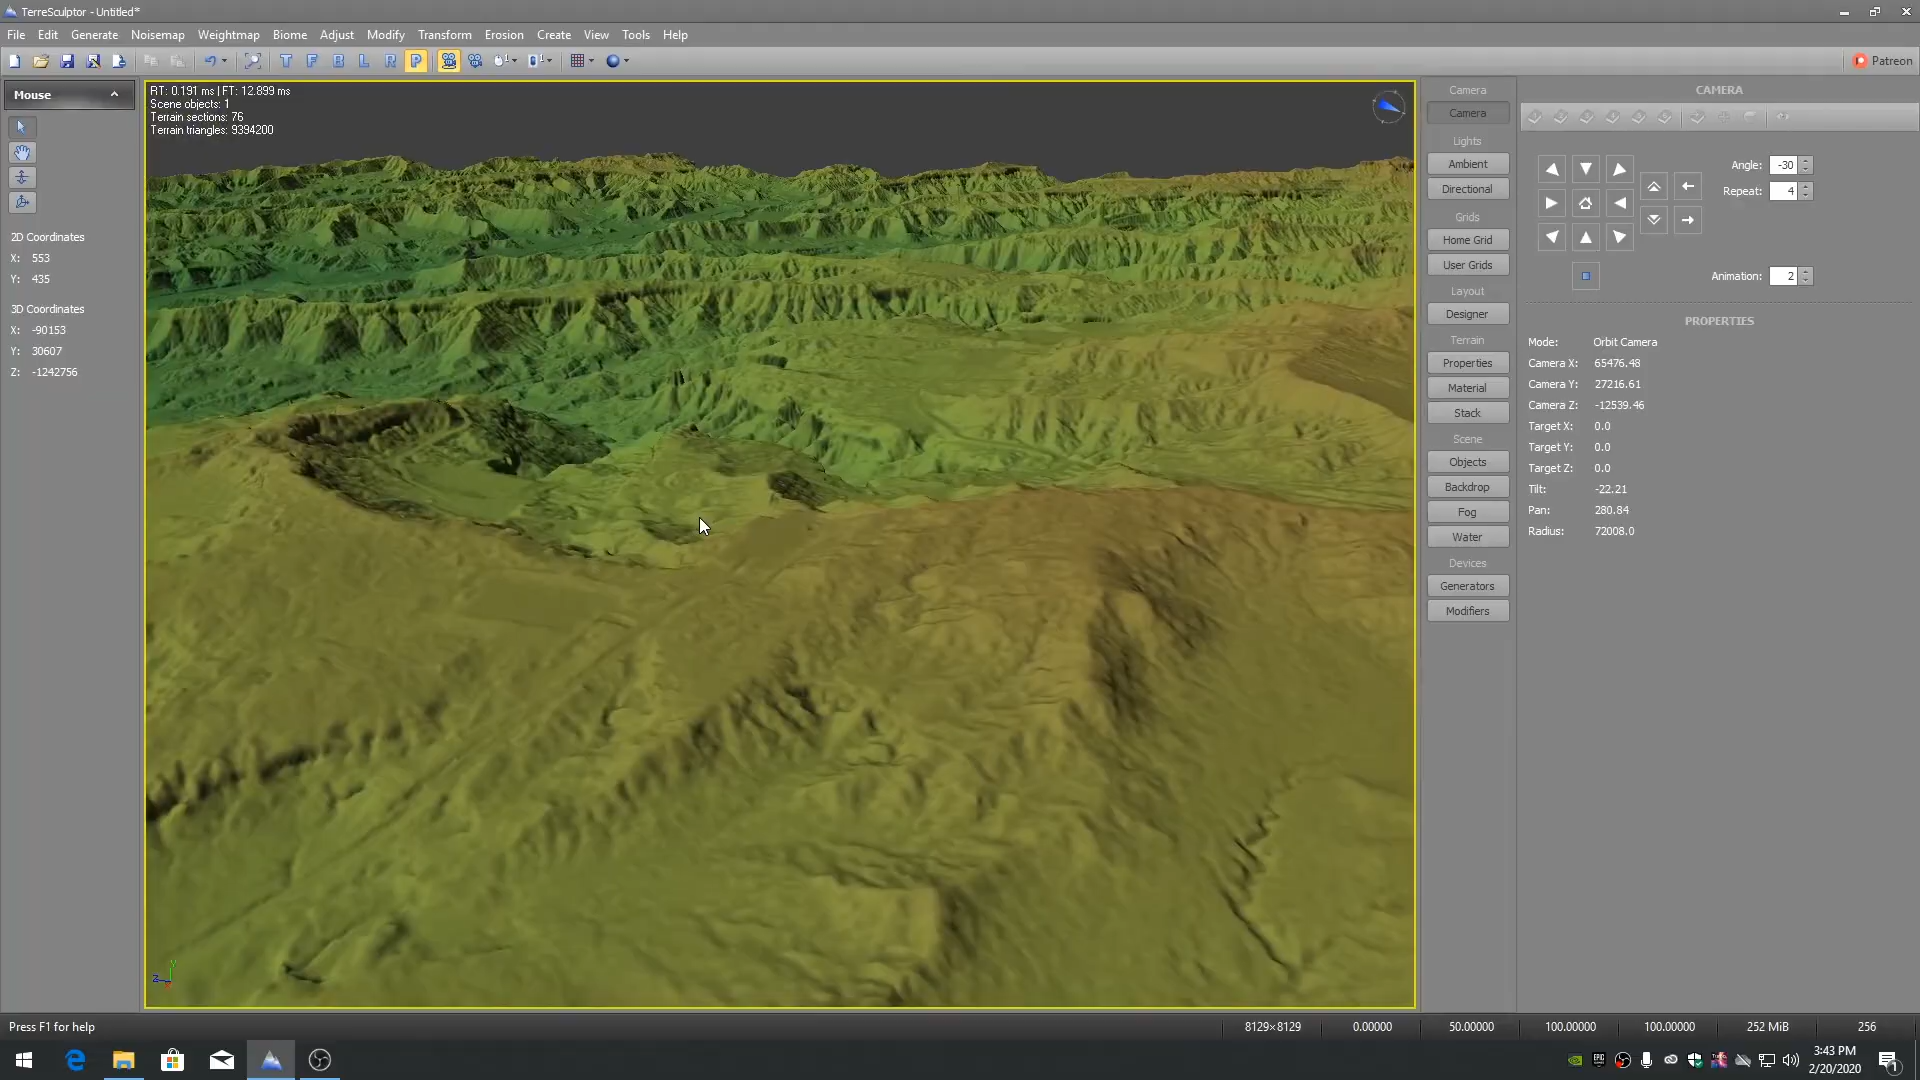 TerreSculptor - Untitled*
File Edit Generate Noisemap Weightmap Biome Adjust Modify Transform Erosion Create View Tools Help
T F B L R P 1 1 Patreon
Mouse
2D Coordinates
X: 553
Y: 435
3D Coordinates
X: -90153
Y: 30607
Z: -1242756
RT: 0.191 ms | FT: 12.899 ms
Scene objects: 1
Terrain sections: 76
Terrain triangles: 9394200
Y
Z
Camera
Camera
Lights
Ambient
Directional
Grids
Home Grid
User Grids
Layout
Designer
Terrain
Properties
Material
Stack
Scene
Objects
Backdrop
Fog
Water
Devices
Generators
Modifiers
CAMERA
Angle: -30
Repeat: 4
Animation: 2
PROPERTIES
Mode: Orbit Camera
Camera X: 65476.48
Camera Y: 27216.61
Camera Z: -12539.46
Target X: 0.0
Target Y: 0.0
Target Z: 0.0
Tilt: -22.21
Pan: 280.84
Radius: 72008.0
Press F1 for help 8129×8129 0.00000 50.00000 100.00000 100.00000 252 MiB 256
EPIC
3:43 PM
2/20/2020
1